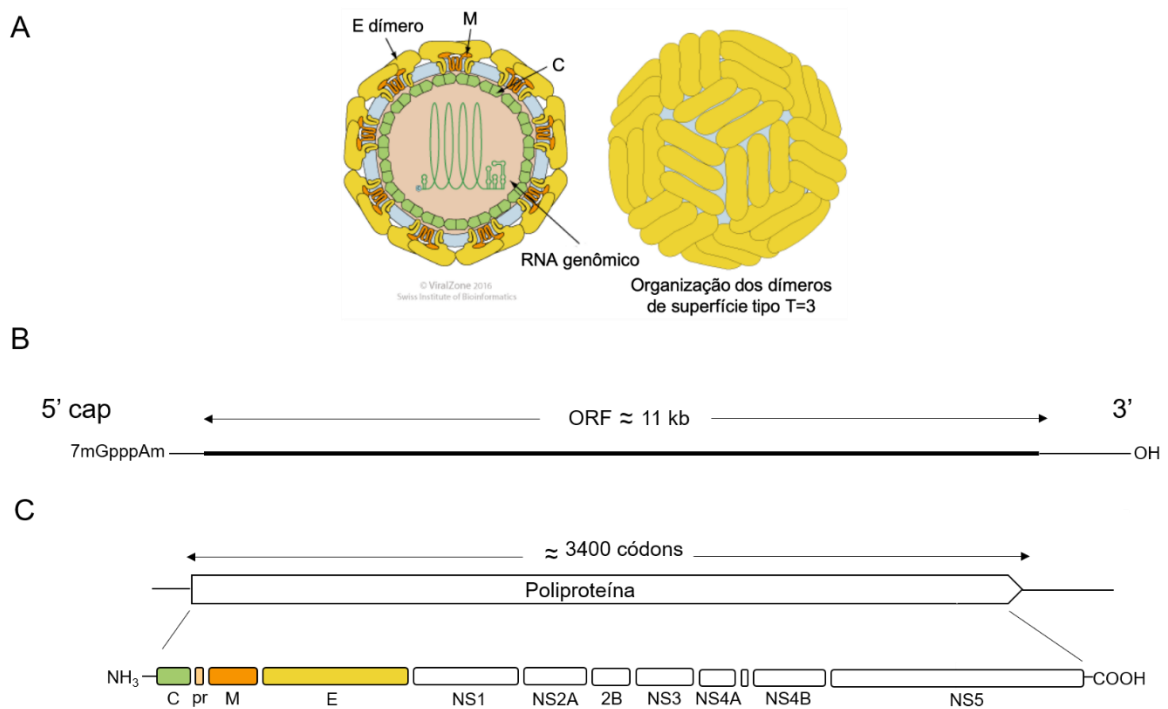 A
E dímero
M
C
RNA genômico
© ViralZone 2016
Swiss Institute of Bioinformatics
Organização dos dímeros
de superfície tipo T=3
B
5’ cap
ORF ≈ 11 kb
3’
7mGpppAm
OH
C
≈ 3400 códons
Poliproteína
NH₃
COOH
C pr M E NS1 NS2A 2B NS3 NS4A NS4B NS5